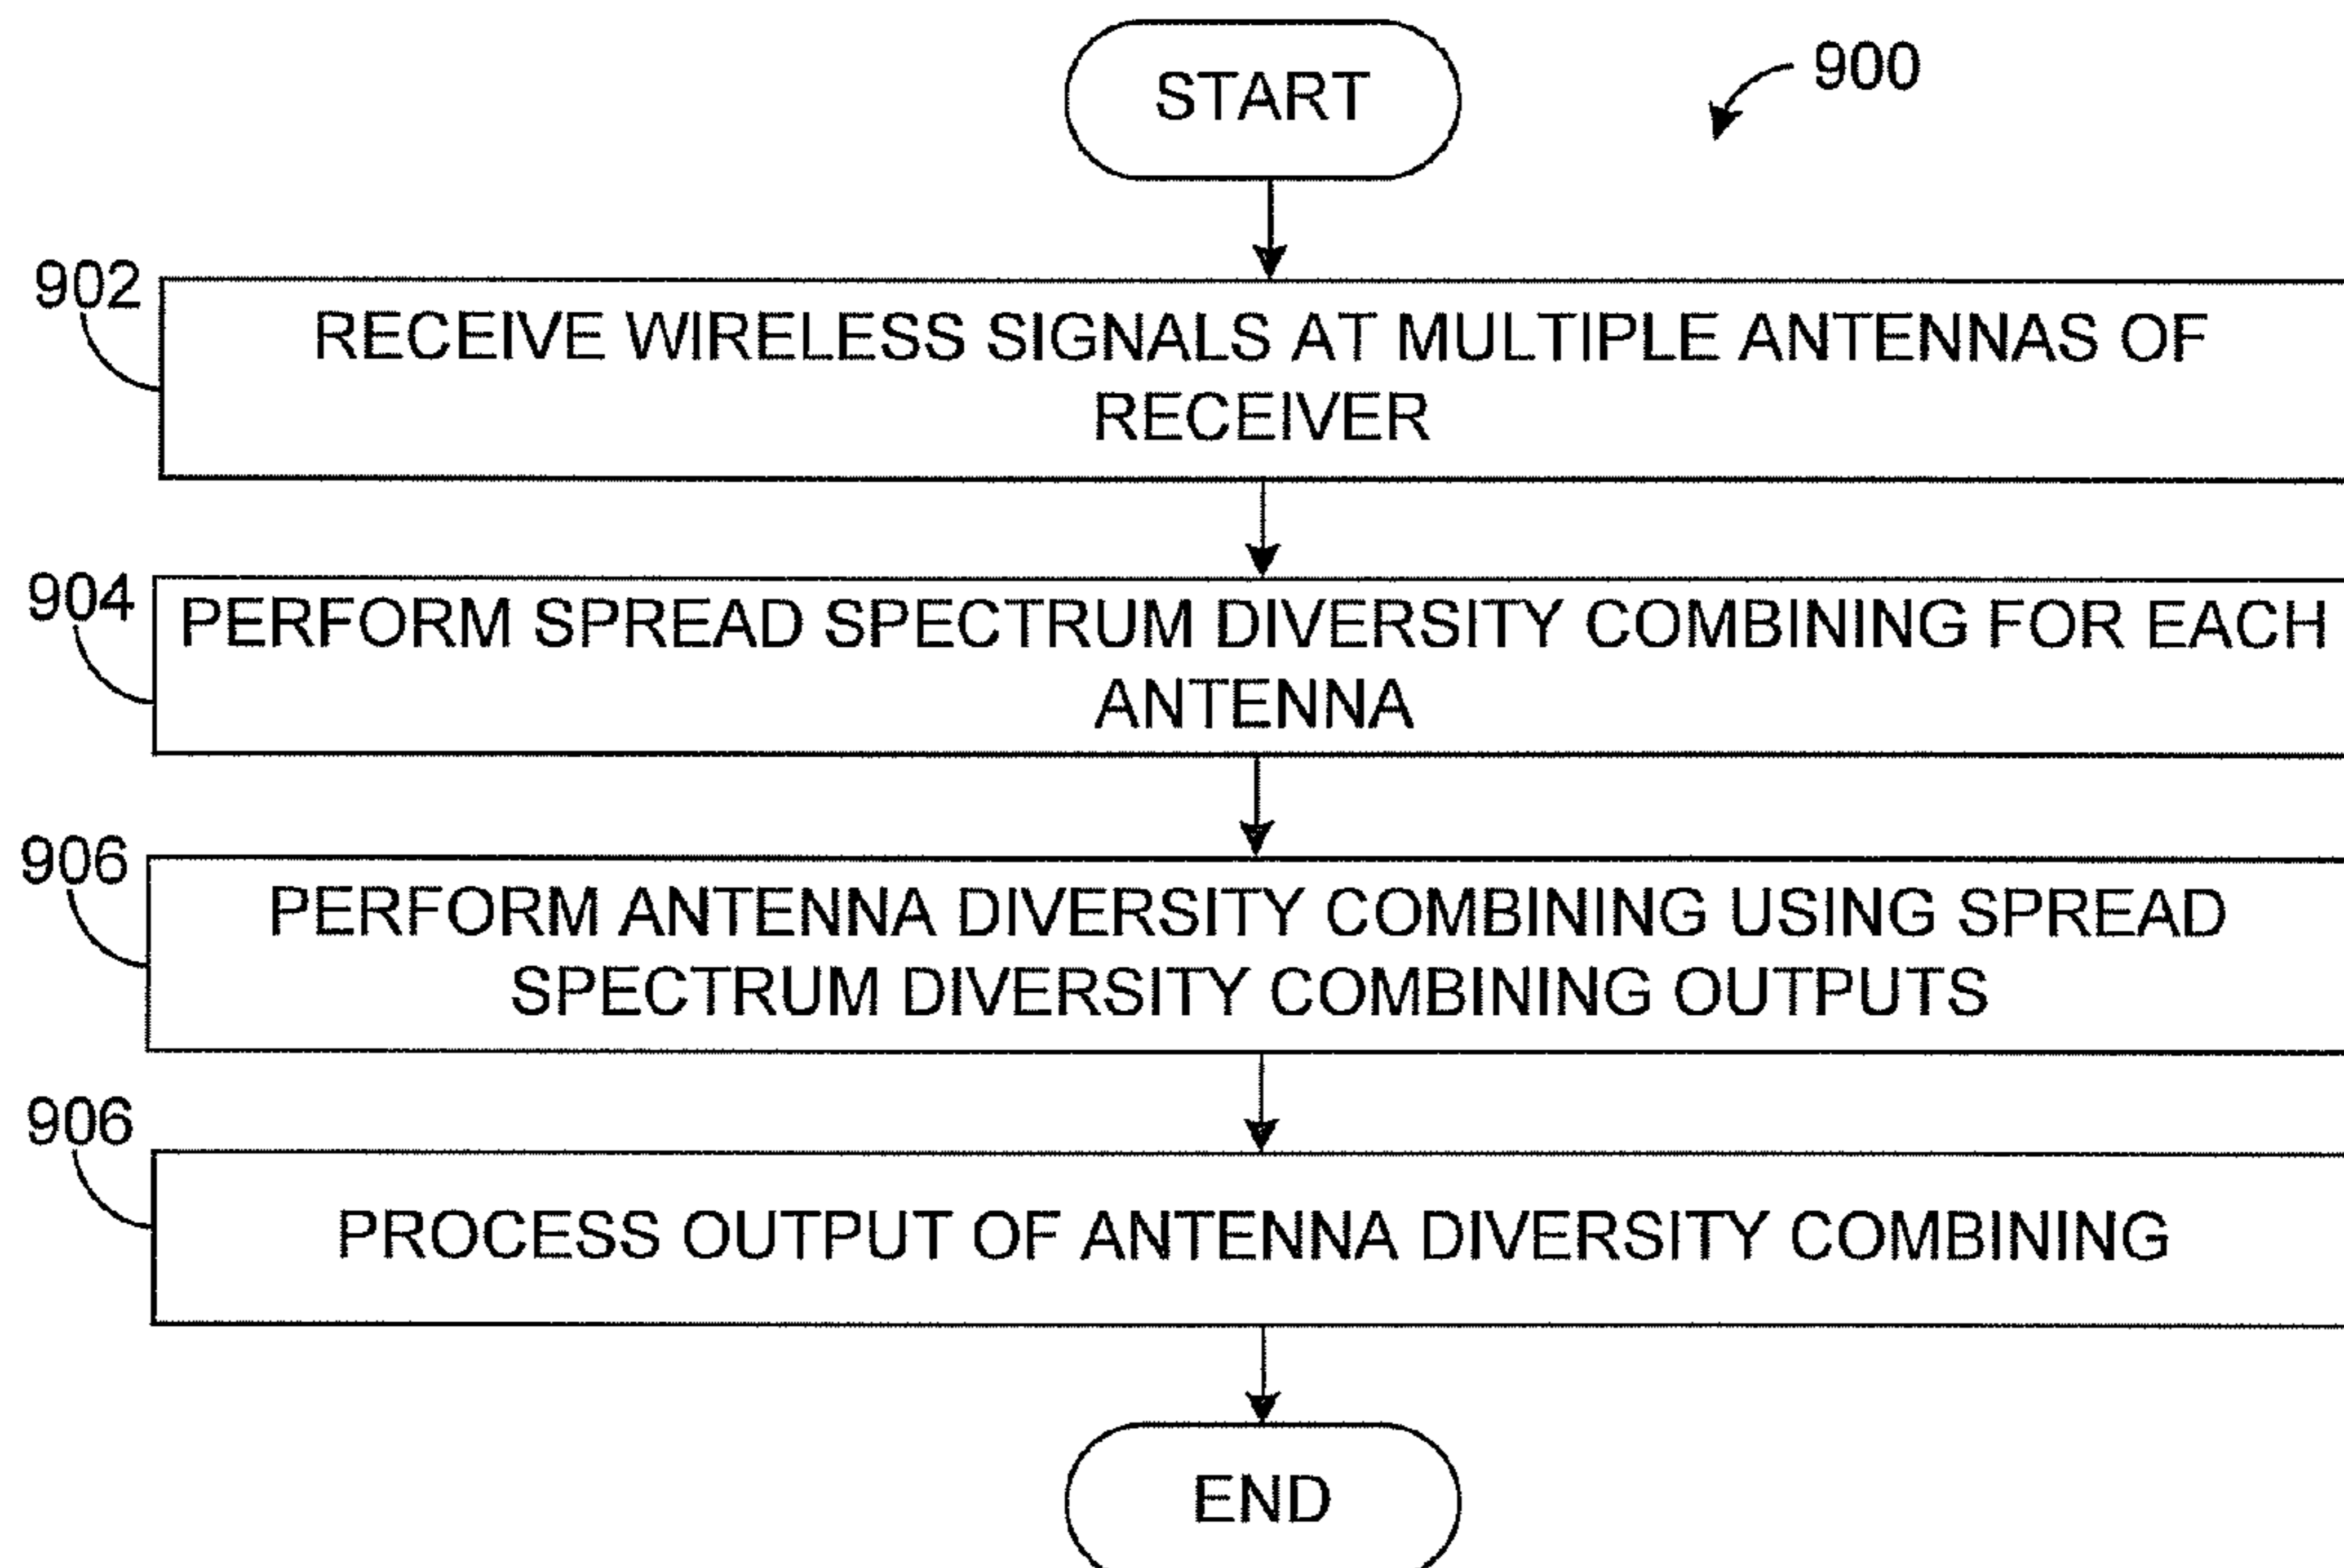 START
900
902
RECEIVE WIRELESS SIGNALS AT MULTIPLE ANTENNAS OF
RECEIVER
904
PERFORM SPREAD SPECTRUM DIVERSITY COMBINING FOR EACH
ANTENNA
906
PERFORM ANTENNA DIVERSITY COMBINING USING SPREAD
SPECTRUM DIVERSITY COMBINING OUTPUTS
906
PROCESS OUTPUT OF ANTENNA DIVERSITY COMBINING
END